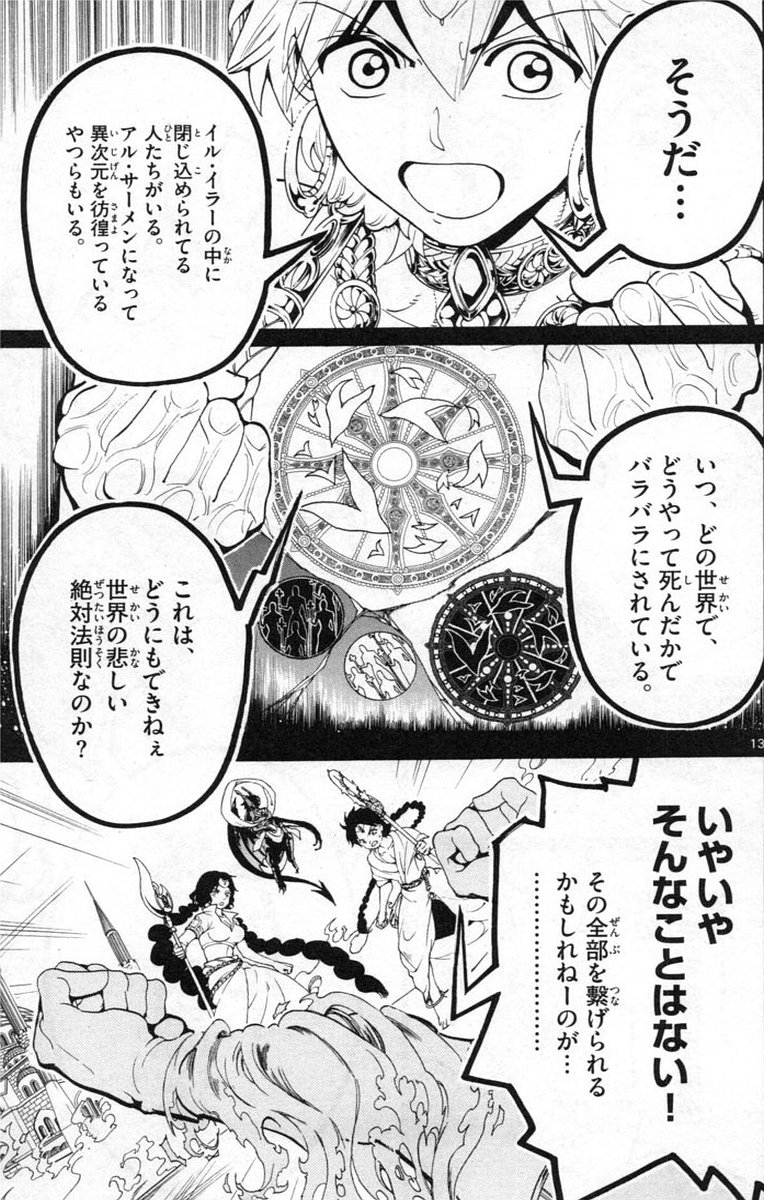 そうだ…
イル・イラーの中に
閉じ込められてる
人たちがいる。
アル・サーメンになって
異次元を彷徨っている
やつらもいる。
いつ、どの世界で、
どうやって死んだかで
バラバラにされている。
これは、
どうにもできねぇ
世界の悲しい
絶対法則なのか？
13
いやいや
そんなことはない！
その全部を繋げられる
かもしれねーのが…
…………